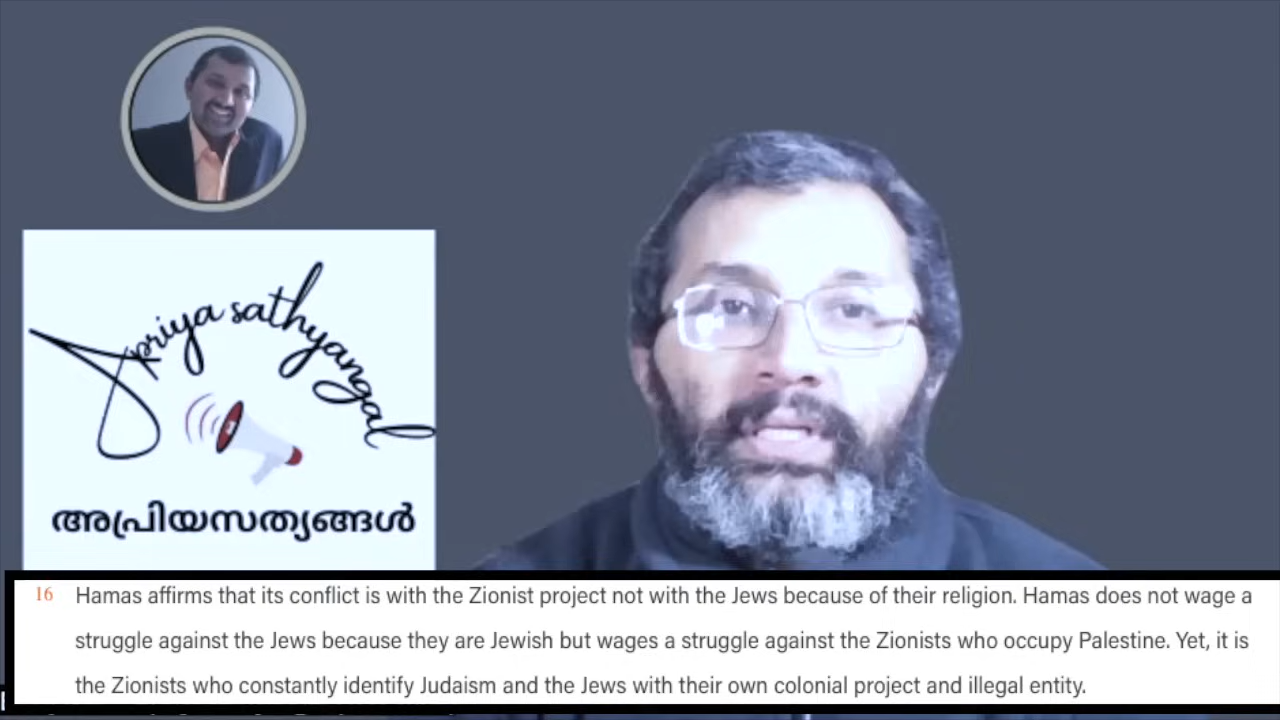 Apriya sathyangal
അപ്രിയസത്യങ്ങൾ
16 Hamas affirms that its conflict is with the Zionist project not with the Jews because of their religion. Hamas does not wage a
struggle against the Jews because they are Jewish but wages a struggle against the Zionists who occupy Palestine. Yet, it is
the Zionists who constantly identify Judaism and the Jews with their own colonial project and illegal entity.